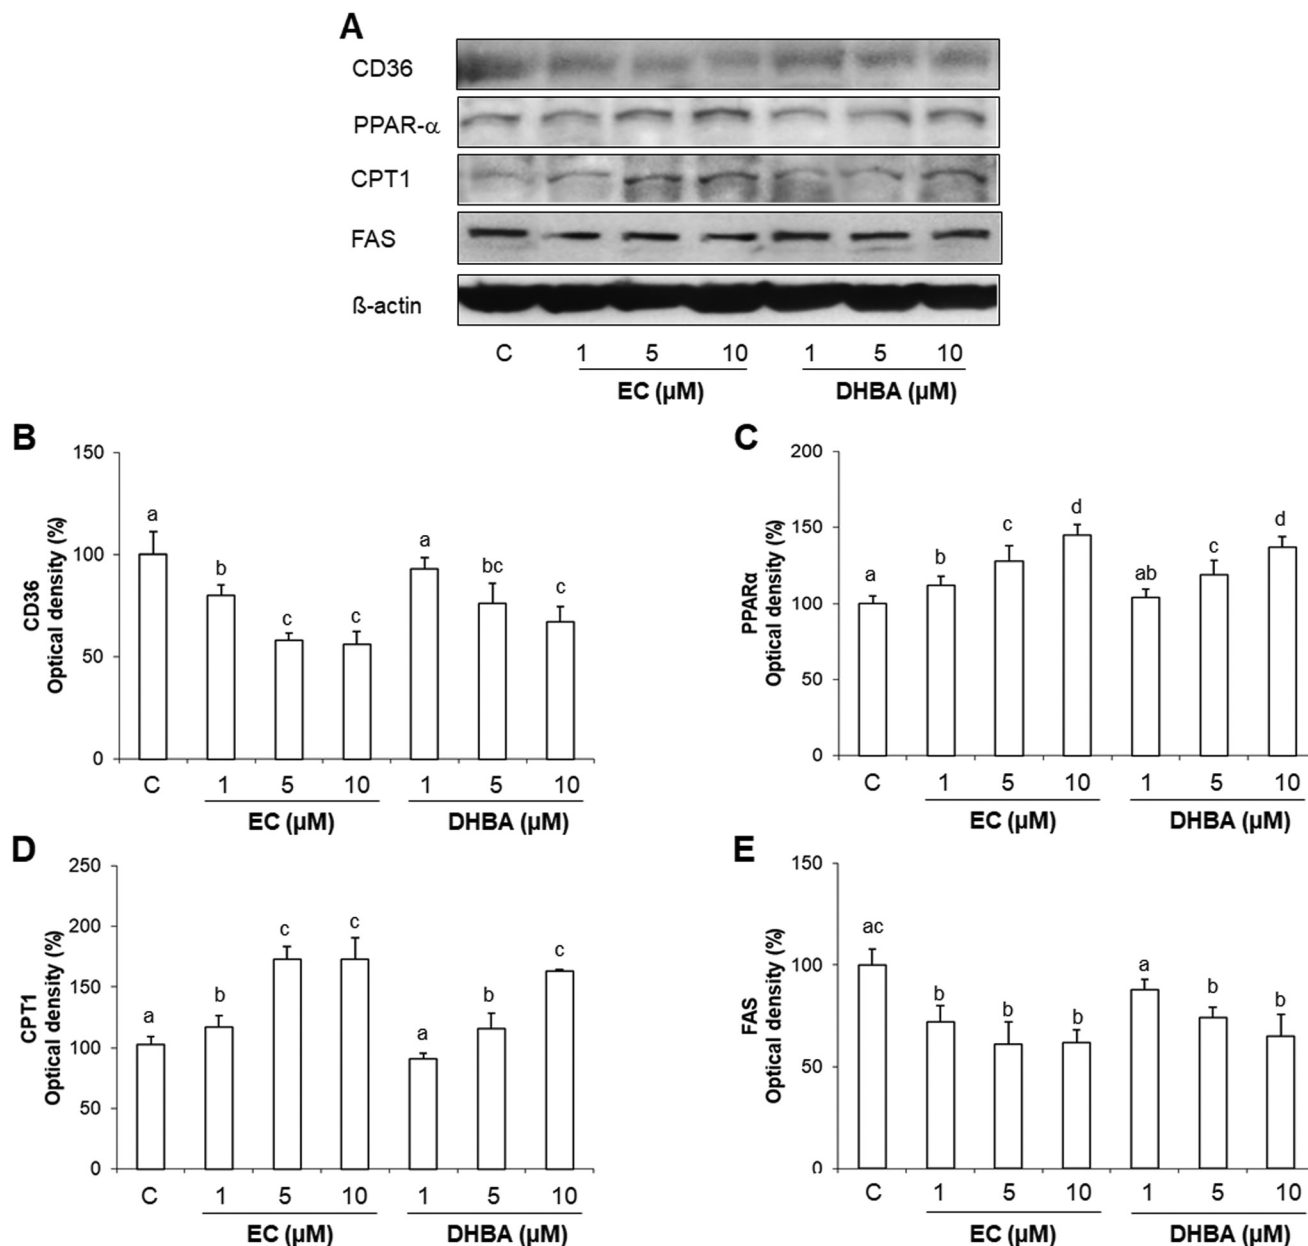 A
CD36
PPAR-α
CPT1
FAS
ß-actin
C 1 5 10 1 5 10
EC (µM) DHBA (µM)
B
CD36
Optical density (%)
150
100
50
0
a b c c a bc c
C 1 5 10 1 5 10
EC (µM) DHBA (µM)
C
PPARα
Optical density (%)
200
150
100
50
0
a b c d ab c d
C 1 5 10 1 5 10
EC (µM) DHBA (µM)
D
CPT1
Optical density (%)
250
200
150
100
50
0
a b c c a b c
C 1 5 10 1 5 10
EC (µM) DHBA (µM)
E
FAS
Optical density (%)
150
100
50
0
ac b b b a b b
C 1 5 10 1 5 10
EC (µM) DHBA (µM)